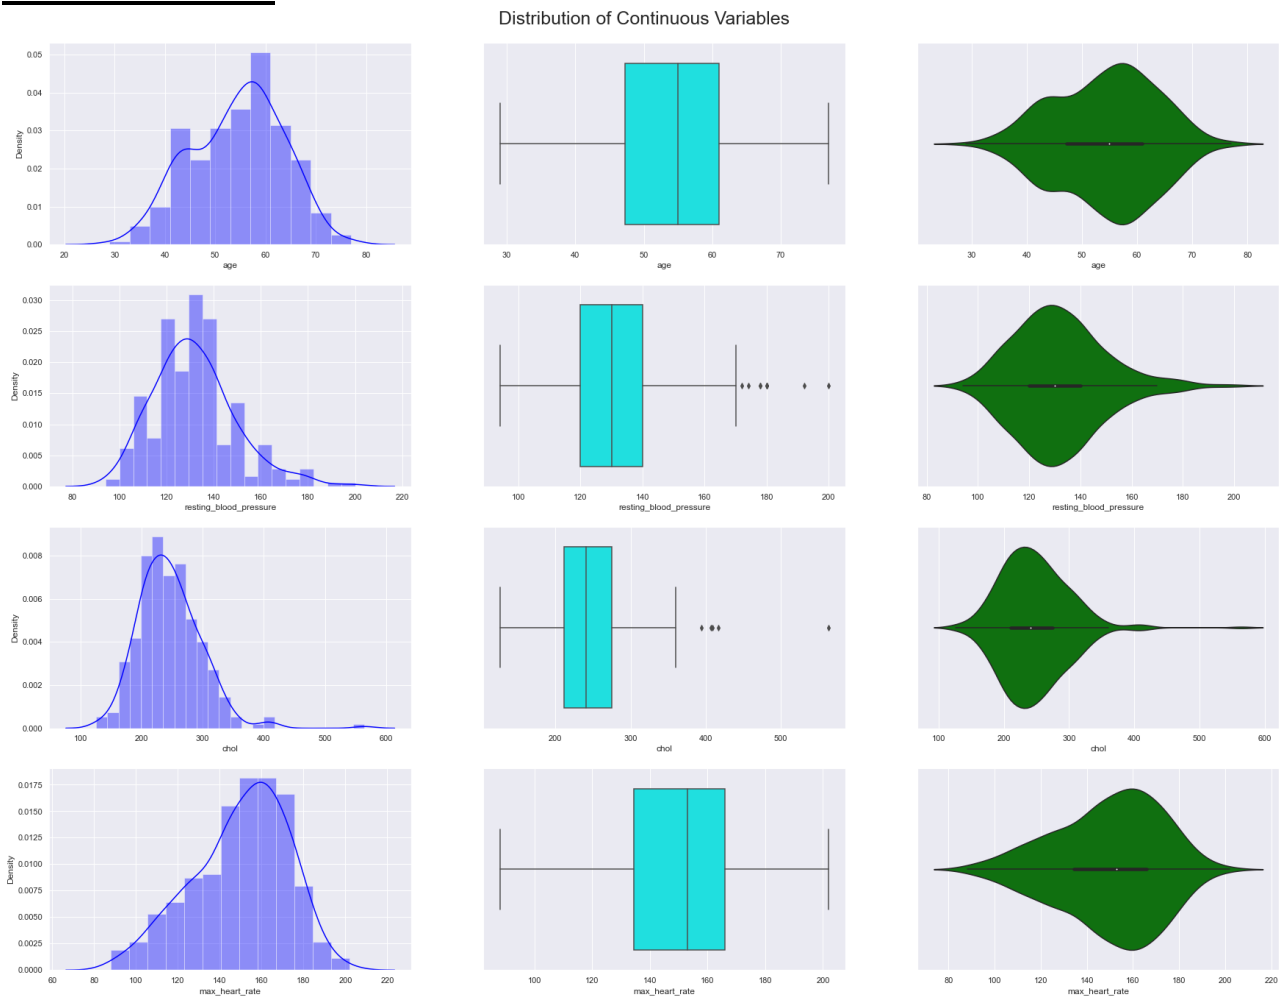 Distribution of Continuous Variables
Density
0.05
0.04
0.03
0.02
0.01
0.00
20 30 40 50 60 70 80
age
30 40 50 60 70
age
30 40 50 60 70 80
age
Density
0.030
0.025
0.020
0.015
0.010
0.005
0.000
80 100 120 140 160 180 200 220
resting_blood_pressure
100 120 140 160 180 200
resting_blood_pressure
80 100 120 140 160 180 200
resting_blood_pressure
Density
0.008
0.006
0.004
0.002
0.000
100 200 300 400 500 600
chol
200 300 400 500
chol
100 200 300 400 500 600
chol
Density
0.0175
0.0150
0.0125
0.0100
0.0075
0.0050
0.0025
0.0000
60 80 100 120 140 160 180 200 220
max_heart_rate
100 120 140 160 180 200
max_heart_rate
80 100 120 140 160 180 200 220
max_heart_rate